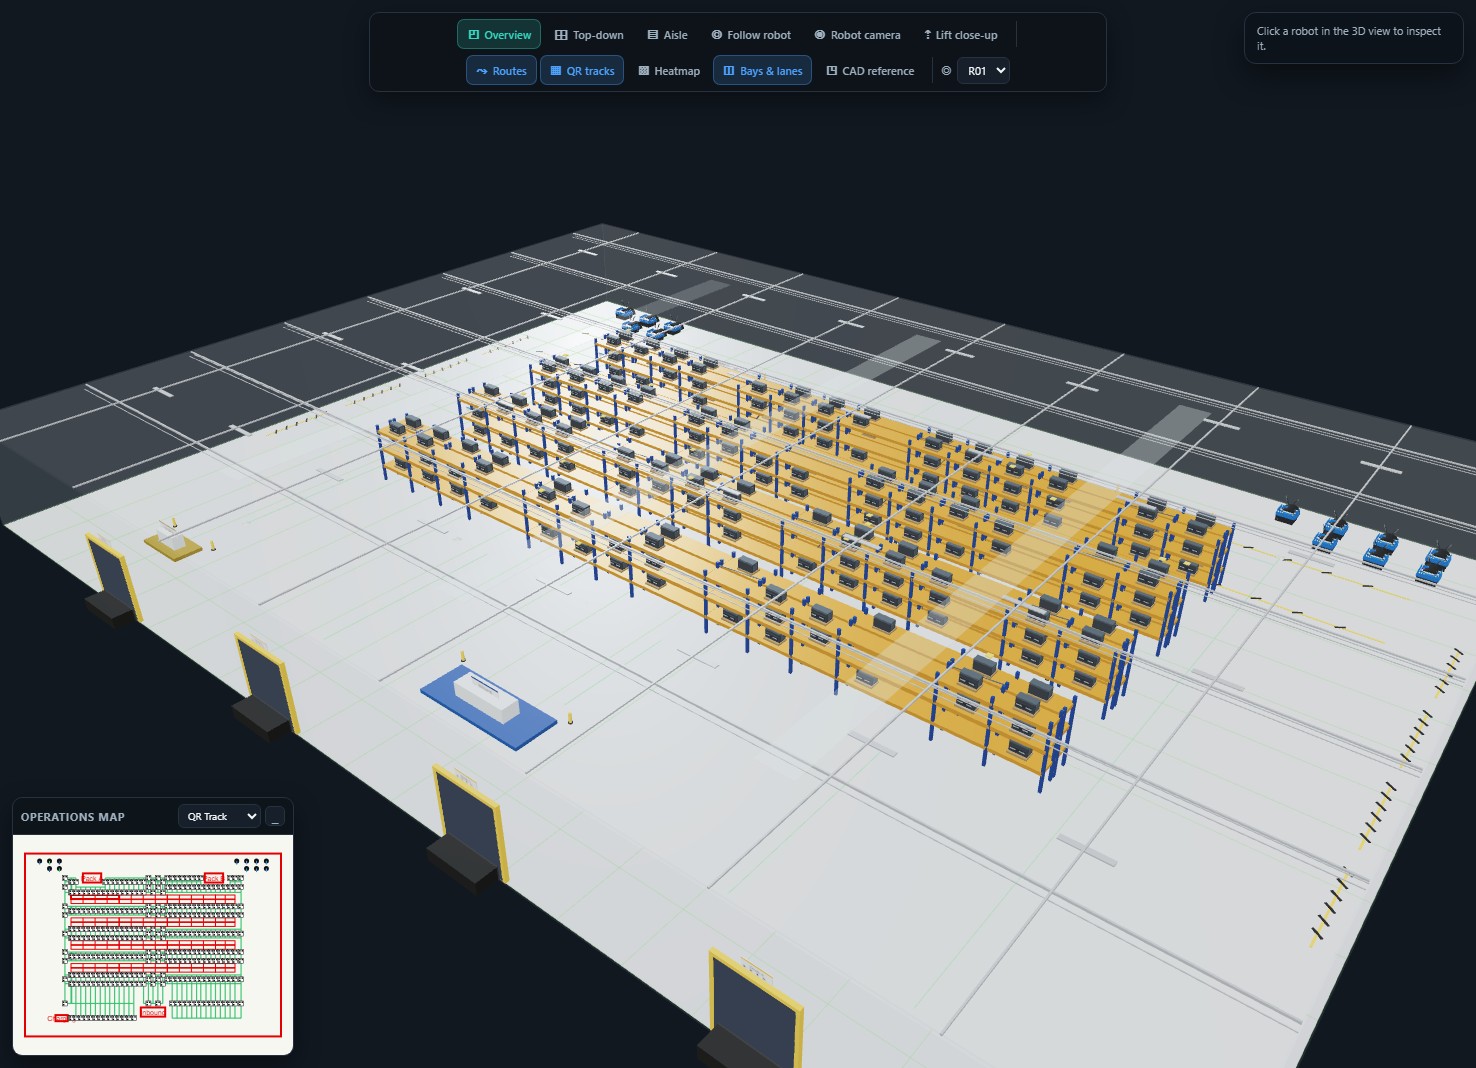 Overview
Top-down
Aisle
Follow robot
Robot camera
Lift close-up
Routes
QR tracks
Heatmap
Bays & lanes
CAD reference
R01
Click a robot in the 3D view to inspect
it.
OPERATIONS MAP
QR Track
_